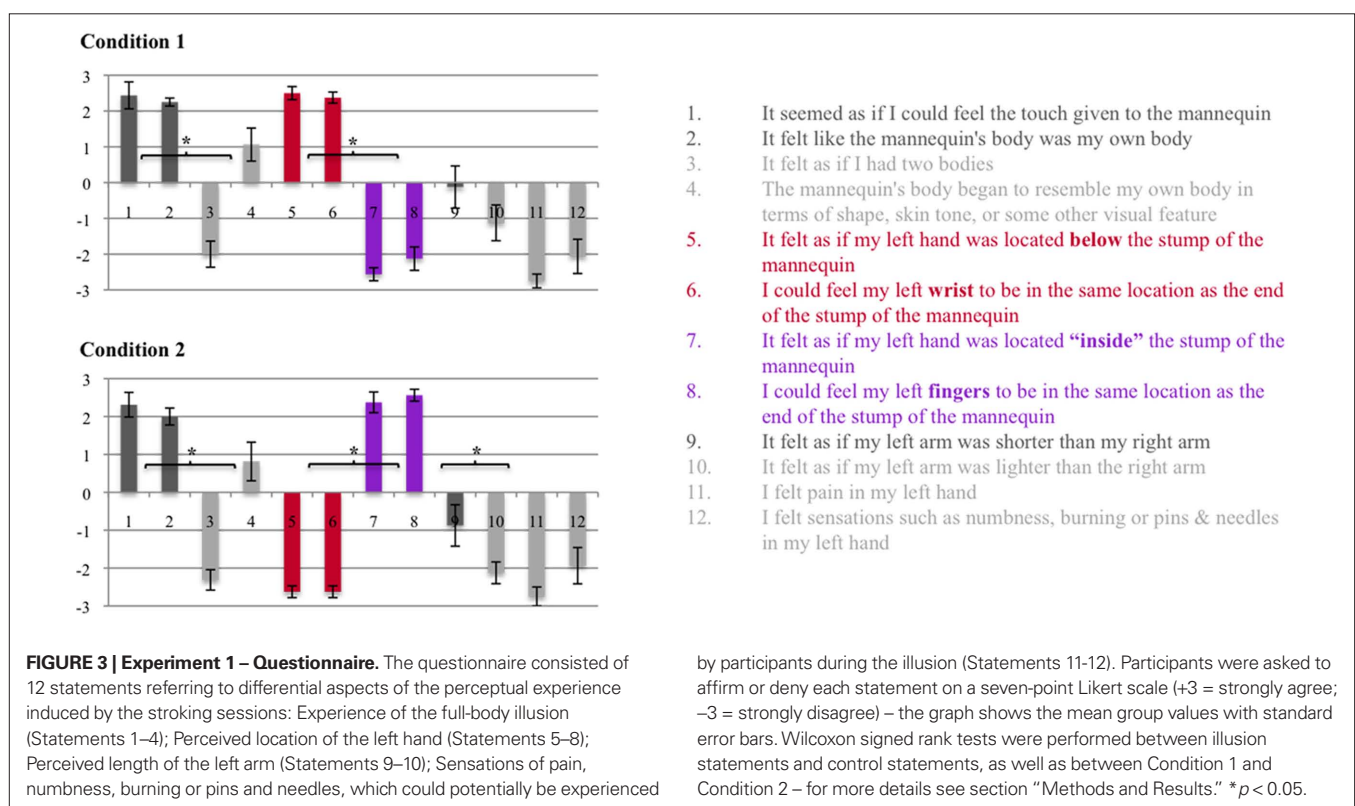 Condition 1
3
2
1
0
-1
-2
-3
*
*
1 2 3 4 5 6 7 8 9 10 11 12
Condition 2
3
2
1
0
-1
-2
-3
*
*
*
1 2 3 4 5 6 7 8 9 10 11 12
1. It seemed as if I could feel the touch given to the mannequin
2. It felt like the mannequin's body was my own body
3. It felt as if I had two bodies
4. The mannequin's body began to resemble my own body in
terms of shape, skin tone, or some other visual feature
5. It felt as if my left hand was located below the stump of the
mannequin
6. I could feel my left wrist to be in the same location as the end
of the stump of the mannequin
7. It felt as if my left hand was located “inside” the stump of the
mannequin
8. I could feel my left fingers to be in the same location as the
end of the stump of the mannequin
9. It felt as if my left arm was shorter than my right arm
10. It felt as if my left arm was lighter than the right arm
11. I felt pain in my left hand
12. I felt sensations such as numbness, burning or pins & needles
in my left hand
FIGURE 3 | Experiment 1 – Questionnaire. The questionnaire consisted of
12 statements referring to differential aspects of the perceptual experience
induced by the stroking sessions: Experience of the full-body illusion
(Statements 1–4); Perceived location of the left hand (Statements 5–8);
Perceived length of the left arm (Statements 9–10); Sensations of pain,
numbness, burning or pins and needles, which could potentially be experienced
by participants during the illusion (Statements 11-12). Participants were asked to
affirm or deny each statement on a seven-point Likert scale (+3 = strongly agree;
–3 = strongly disagree) – the graph shows the mean group values with standard
error bars. Wilcoxon signed rank tests were performed between illusion
statements and control statements, as well as between Condition 1 and
Condition 2 – for more details see section “Methods and Results.” *p < 0.05.